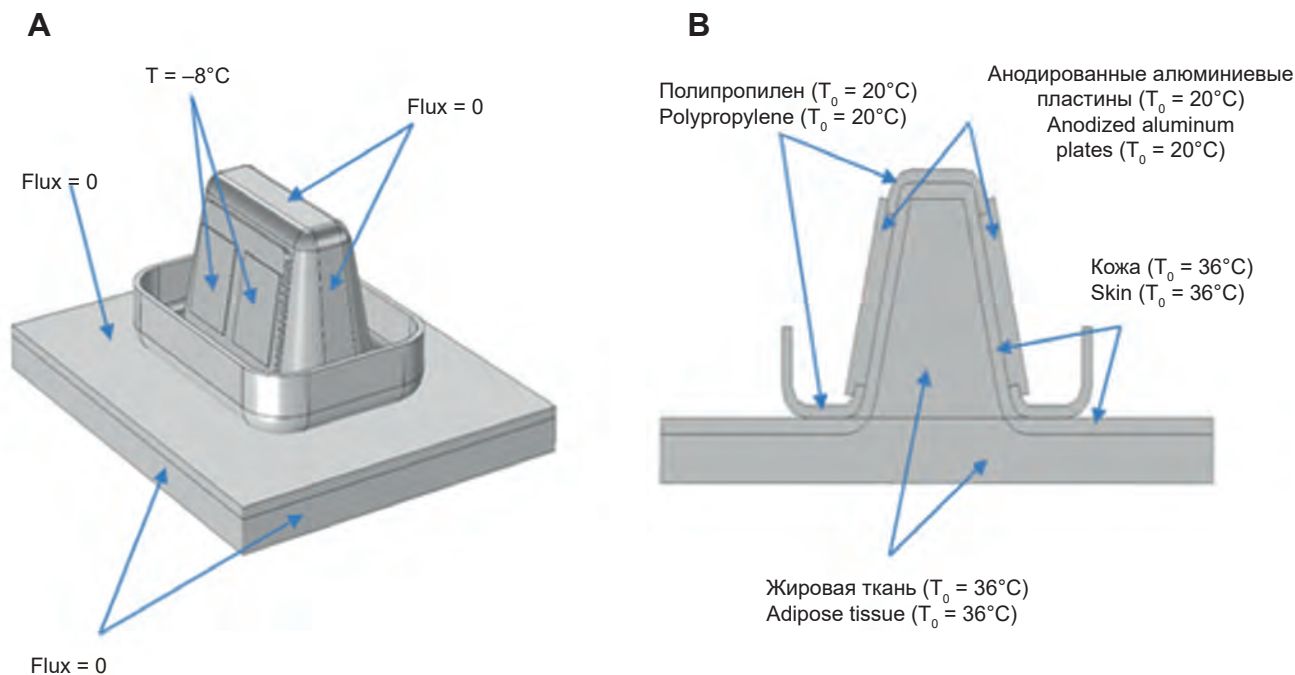 A
T = –8°C
Flux = 0
Flux = 0
Flux = 0
B
Полипропилен (T₀ = 20°C)
Polypropylene (T₀ = 20°C)
Анодированные алюминиевые
пластины (T₀ = 20°C)
Anodized aluminum
plates (T₀ = 20°C)
Кожа (T₀ = 36°C)
Skin (T₀ = 36°C)
Жировая ткань (T₀ = 36°C)
Adipose tissue (T₀ = 36°C)